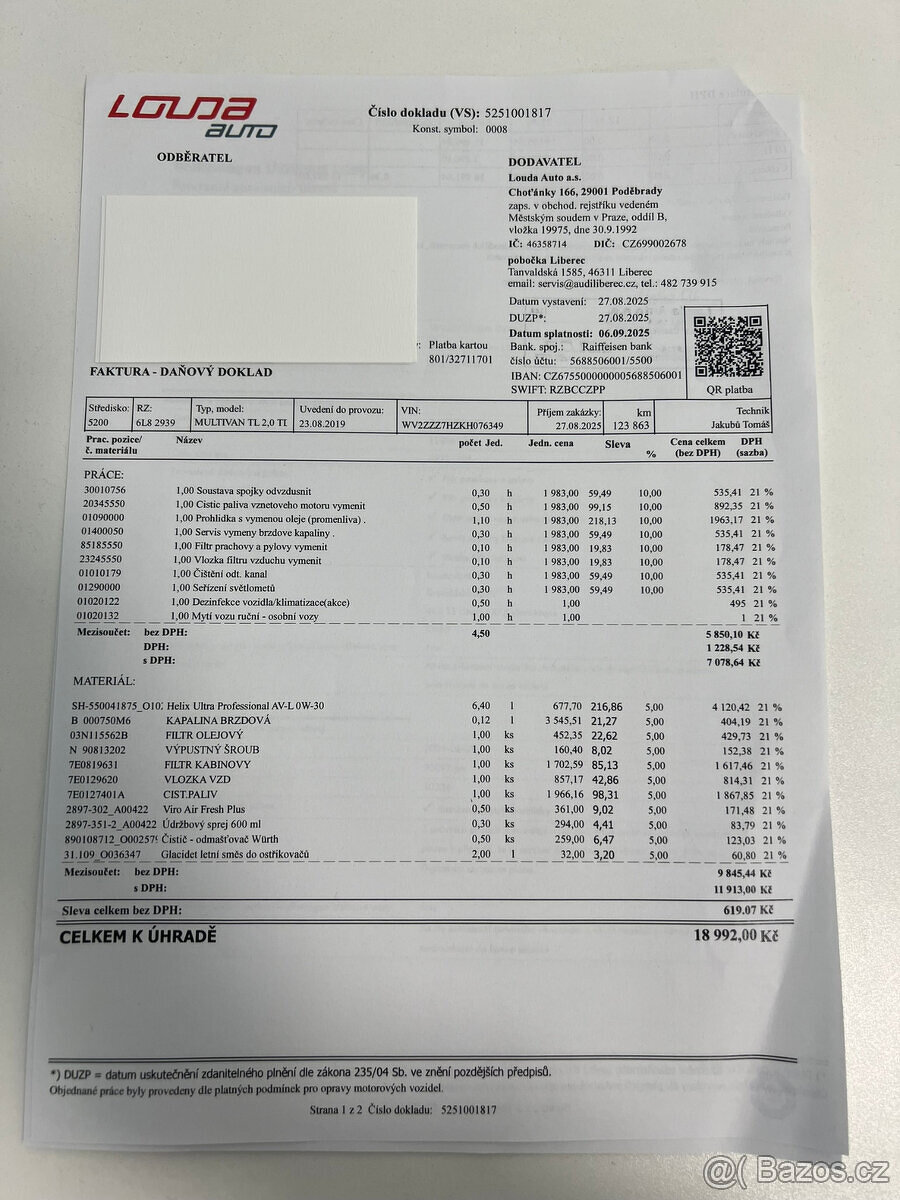 LOUDA
AUTO
Číslo dokladu (VS): 5251001817
Konst. symbol: 0008
ODBĚRATEL
DODAVATEL
Louda Auto a.s.
Choťánky 166, 29001 Poděbrady
zaps. v obchod. rejstříku vedeném
Městským soudem v Praze, oddíl B,
vložka 19975, dne 30.9.1992
IČ: 46358714 DIČ: CZ699002678
pobočka Liberec
Tanvaldská 1585, 46311 Liberec
email: servis@audiliberec.cz, tel.: 482 739 915
Datum vystavení: 27.08.2025
DUZP*: 27.08.2025
Datum splatnosti: 06.09.2025
: Platba kartou Bank. spoj.: Raiffeisen bank
801/32711701 číslo účtu: 5688506001/5500
IBAN: CZ6755000000005688506001
SWIFT: RZBCCZPP
QR platba
FAKTURA - DAŇOVÝ DOKLAD
Středisko: RZ: Typ, model: Uvedení do provozu: VIN: Příjem zakázky: km Technik
5200 6L8 2939 MULTIVAN TL 2,0 TI 23.08.2019 WV2ZZZ7HZKH076349 27.08.2025 123 863 Jakubů Tomáš
Prac. pozice/ Název počet Jed. Jedn. cena Sleva Cena celkem DPH
č. materiálu % (bez DPH) (sazba)
PRÁCE:
30010756 1,00 Soustava spojky odvzdusnit 0,30 h 1 983,00 59,49 10,00 535,41 21 %
20345550 1,00 Cistic paliva vznetoveho motoru vymenit 0,50 h 1 983,00 99,15 10,00 892,35 21 %
01090000 1,00 Prohlidka s vymenou oleje (promenliva) . 1,10 h 1 983,00 218,13 10,00 1963,17 21 %
01400050 1,00 Servis vymeny brzdove kapaliny . 0,30 h 1 983,00 59,49 10,00 535,41 21 %
85185550 1,00 Filtr prachovy a pylovy vymenit 0,10 h 1 983,00 19,83 10,00 178,47 21 %
23245550 1,00 Vlozka filtru vzduchu vymenit 0,10 h 1 983,00 19,83 10,00 178,47 21 %
01010179 1,00 Čištění odt. kanal 0,30 h 1 983,00 59,49 10,00 535,41 21 %
01290000 1,00 Seřízení světlometů 0,30 h 1 983,00 59,49 10,00 535,41 21 %
01020122 1,00 Dezinfekce vozidla/klimatizace(akce) 0,50 h 1,00 495 21 %
01020132 1,00 Mytí vozu ruční - osobní vozy 1,00 h 1,00 1 21 %
Mezisoučet: bez DPH: 4,50 5 850,10 Kč
DPH: 1 228,54 Kč
s DPH: 7 078,64 Kč
MATERIÁL:
SH-550041875_O102 Helix Ultra Professional AV-L 0W-30 6,40 l 677,70 216,86 5,00 4 120,42 21 %
B 000750M6 KAPALINA BRZDOVÁ 0,12 l 3 545,51 21,27 5,00 404,19 21 %
03N115562B FILTR OLEJOVÝ 1,00 ks 452,35 22,62 5,00 429,73 21 %
N 90813202 VÝPUSTNÝ ŠROUB 1,00 ks 160,40 8,02 5,00 152,38 21 %
7E0819631 FILTR KABINOVY 1,00 ks 1 702,59 85,13 5,00 1 617,46 21 %
7E0129620 VLOZKA VZD 1,00 ks 857,17 42,86 5,00 814,31 21 %
7E0127401A CIST.PALIV 1,00 ks 1 966,16 98,31 5,00 1 867,85 21 %
2897-302_A00422 Viro Air Fresh Plus 0,50 ks 361,00 9,02 5,00 171,48 21 %
2897-351-2_A00422 Údržbový sprej 600 ml 0,30 ks 294,00 4,41 5,00 83,79 21 %
890108712_O002579 Čistič - odmašťovač Würth 0,50 ks 259,00 6,47 5,00 123,03 21 %
31.109_O036347 Glacidet letní směs do ostřikovačů 2,00 l 32,00 3,20 5,00 60,80 21 %
Mezisoučet: bez DPH: 9 845,44 Kč
s DPH: 11 913,00 Kč
Sleva celkem bez DPH: 619.07 Kč
CELKEM K ÚHRADĚ 18 992,00 Kč
*) DUZP = datum uskutečnění zdanitelného plnění dle zákona 235/04 Sb. ve znění pozdějších předpisů.
Objednané práce byly provedeny dle platných podmínek pro opravy motorových vozidel.
Strana 1 z 2 Číslo dokladu: 5251001817
@( Bazos.cz